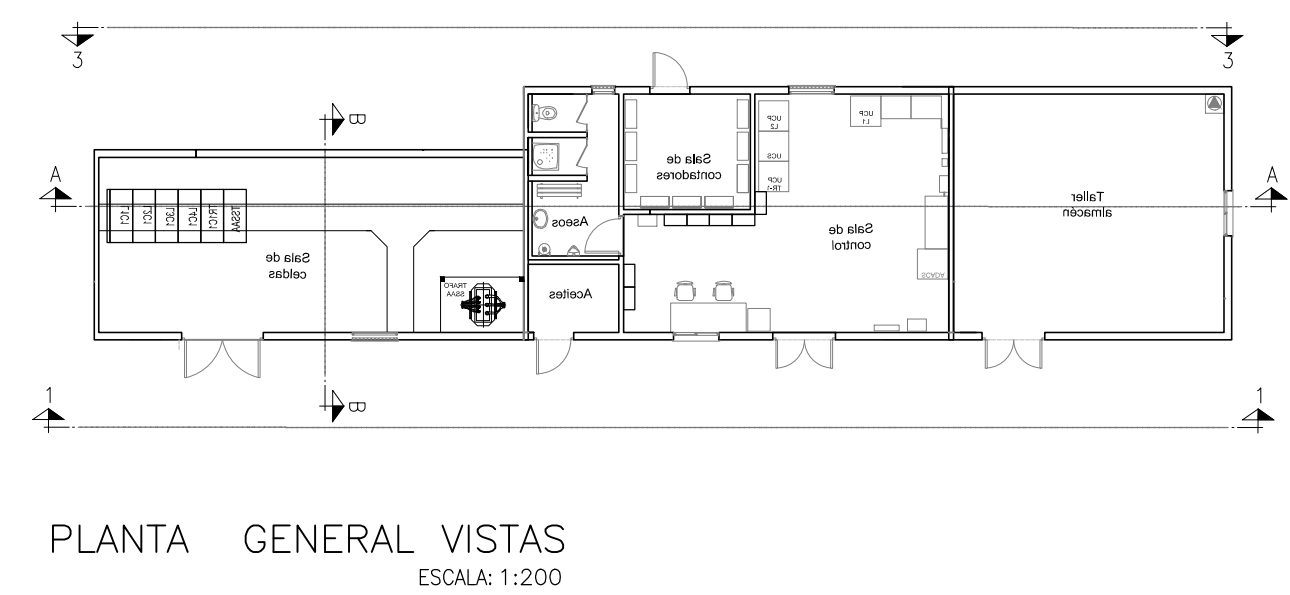 3
3
B
A
A
UCP
L2
UCP
L1
UCS
UCP
TR-1
Sala de
contadores
Taller
almacén
L1C1
L2C1
L3C1
L4C1
TR1C1
TSSAA
Aseos
Sala de
control
Sala de
celdas
SCADA
TRAFO
SSAA
Aceites
1
B
1
PLANTA GENERAL VISTAS
ESCALA: 1:200